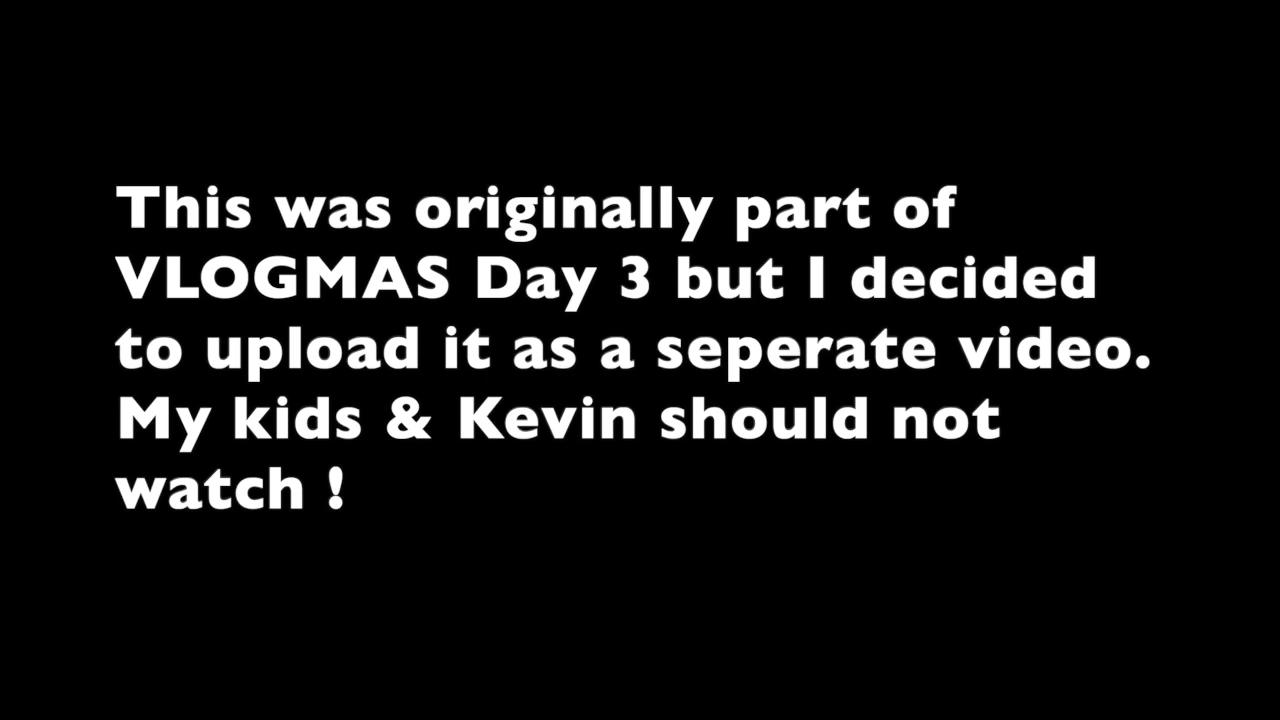 This was originally part of
VLOGMAS Day 3 but I decided
to upload it as a seperate video.
My kids & Kevin should not
watch !